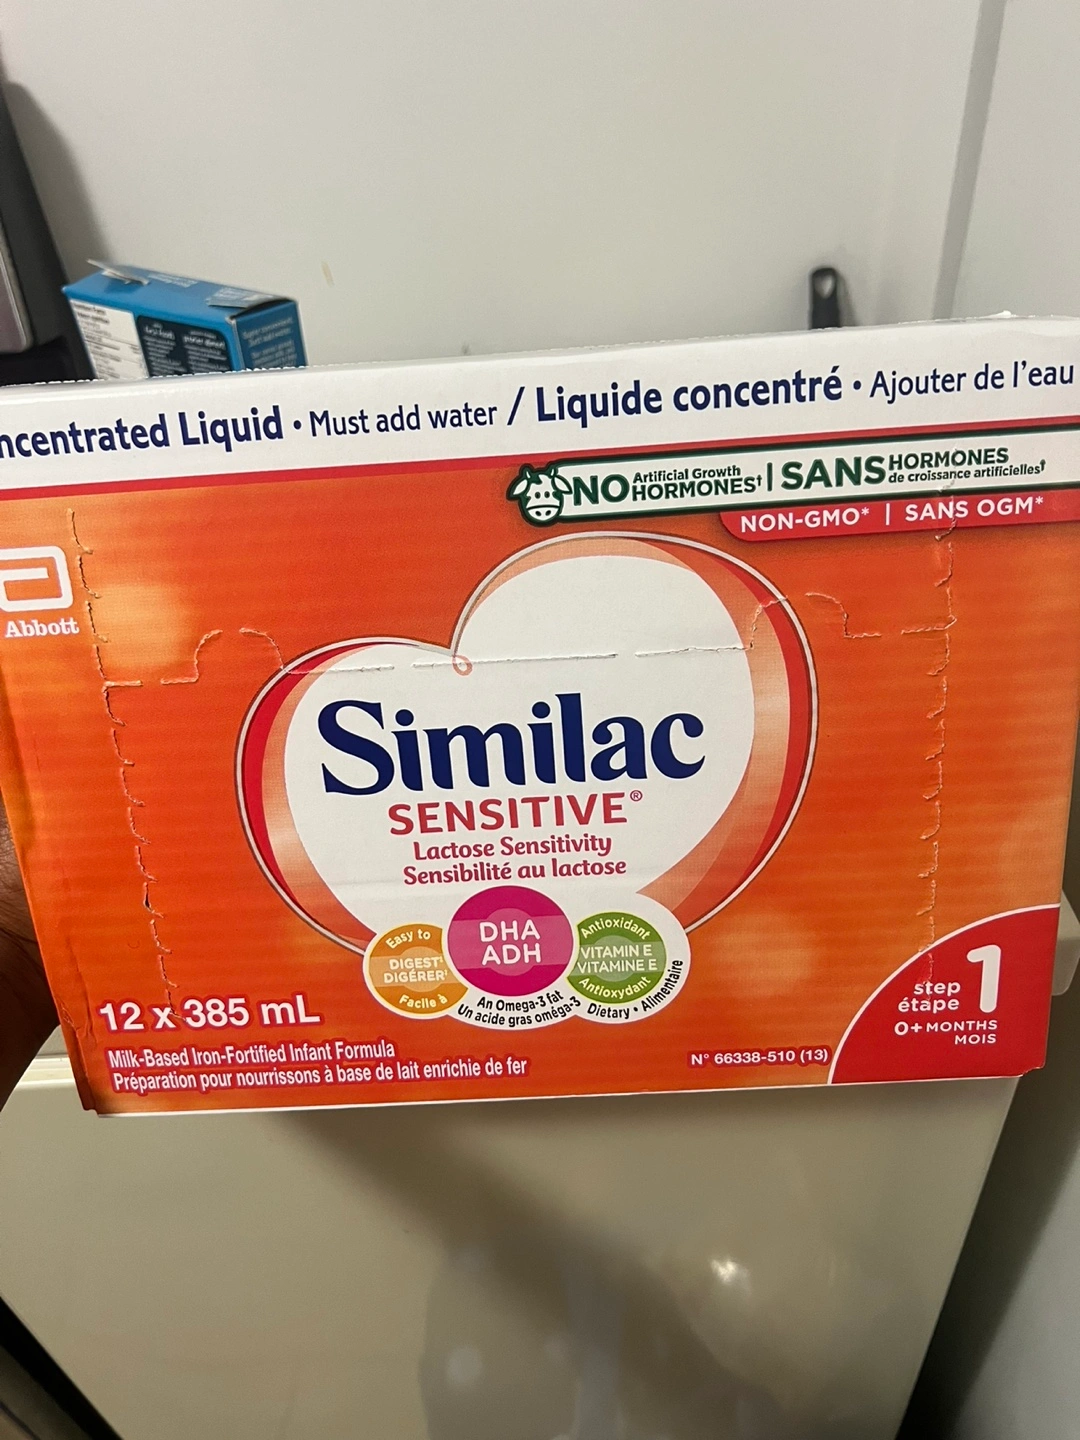 ncentrated Liquid • Must add water / Liquide concentré • Ajouter de l'eau
NO Artificial Growth HORMONES† | SANS HORMONES de croissance artificielles†
NON-GMO* | SANS OGM*
Abbott
Similac
SENSITIVE®
Lactose Sensitivity
Sensibilité au lactose
Easy to
DIGEST
DIGÉRER
Facile à
DHA
ADH
An Omega-3 fat
Un acide gras oméga-3
Antioxidant
VITAMIN E
VITAMINE E
Antioxydant
Dietary • Alimentaire
step
étape
1
0+ MONTHS
MOIS
12 x 385 mL
Milk-Based Iron-Fortified Infant Formula
Préparation pour nourrissons à base de lait enrichie de fer
N° 66338-510 (13)